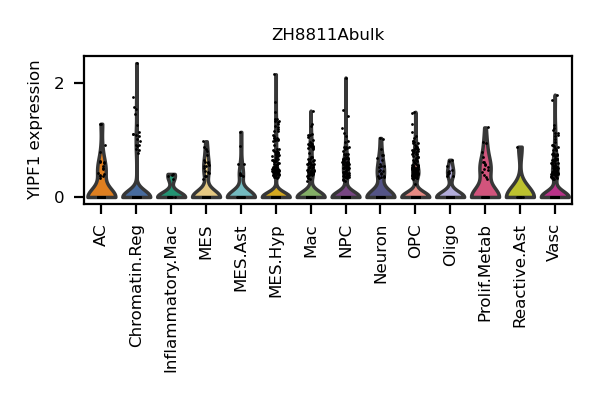 ZH8811Abulk
YIPF1 expression
2
0
AC
Chromatin.Reg
Inflammatory.Mac
MES
MES.Ast
MES.Hyp
Mac
NPC
Neuron
OPC
Oligo
Prolif.Metab
Reactive.Ast
Vasc